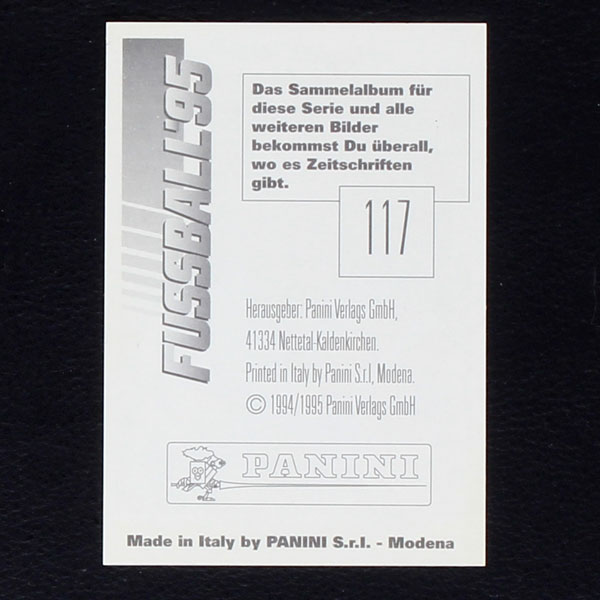 FUSSBALL'95
Das Sammelalbum für
diese Serie und alle
weiteren Bilder
bekommst Du überall,
wo es Zeitschriften
gibt.
117
Herausgeber: Panini Verlags GmbH,
41334 Nettetal-Kaldenkirchen.
Printed in Italy by Panini S.r.l, Modena.
© 1994/1995 Panini Verlags GmbH
PANINI
Made in Italy by PANINI S.r.l. - Modena